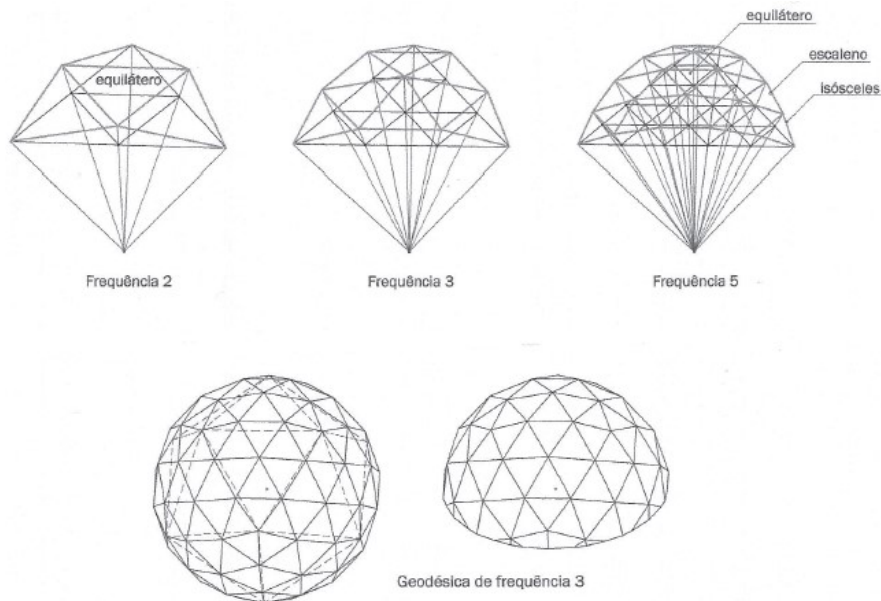 equilátero
equilátero
escaleno
isósceles
Frequência 2
Frequência 3
Frequência 5
Geodésica de frequência 3